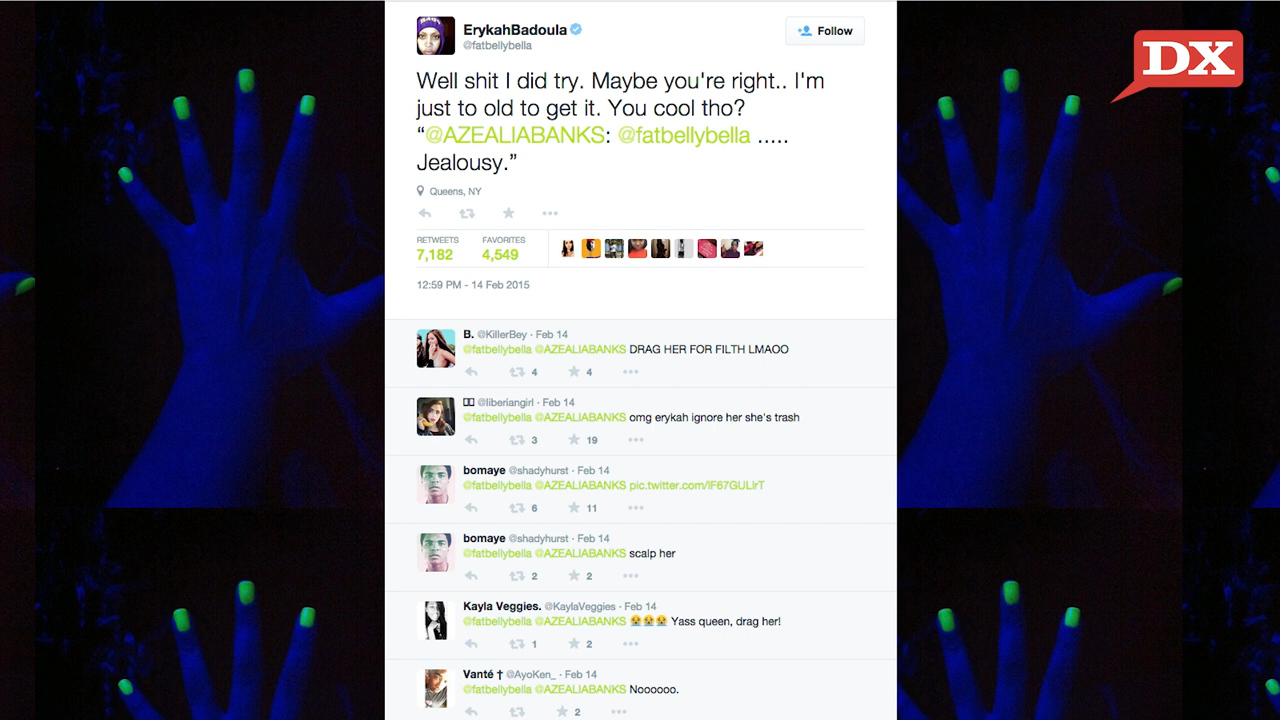 DX
ErykahBadoula
@fatbellybella
Follow
Well shit I did try. Maybe you're right.. I'm
just to old to get it. You cool tho?
“@AZEALIABANKS: @fatbellybella .....
Jealousy.”
Queens, NY
RETWEETS FAVORITES
7,182 4,549
12:59 PM - 14 Feb 2015
B. @KillerBey · Feb 14
@fatbellybella @AZEALIABANKS DRAG HER FOR FILTH LMAOO
4 4
@liberiangirl · Feb 14
@fatbellybella @AZEALIABANKS omg erykah ignore her she's trash
3 19
bomaye @shadyhurst · Feb 14
@fatbellybella @AZEALIABANKS
6 11
bomaye @shadyhurst · Feb 14
@fatbellybella @AZEALIABANKS scalp her
2 2
Kayla Veggies. @KaylaVeggies · Feb 14
@fatbellybella @AZEALIABANKS 😭😭😭 Yass queen, drag her!
1 2
Vanté † @AyoKen_ · Feb 14
@fatbellybella @AZEALIABANKS Noooooo.
2